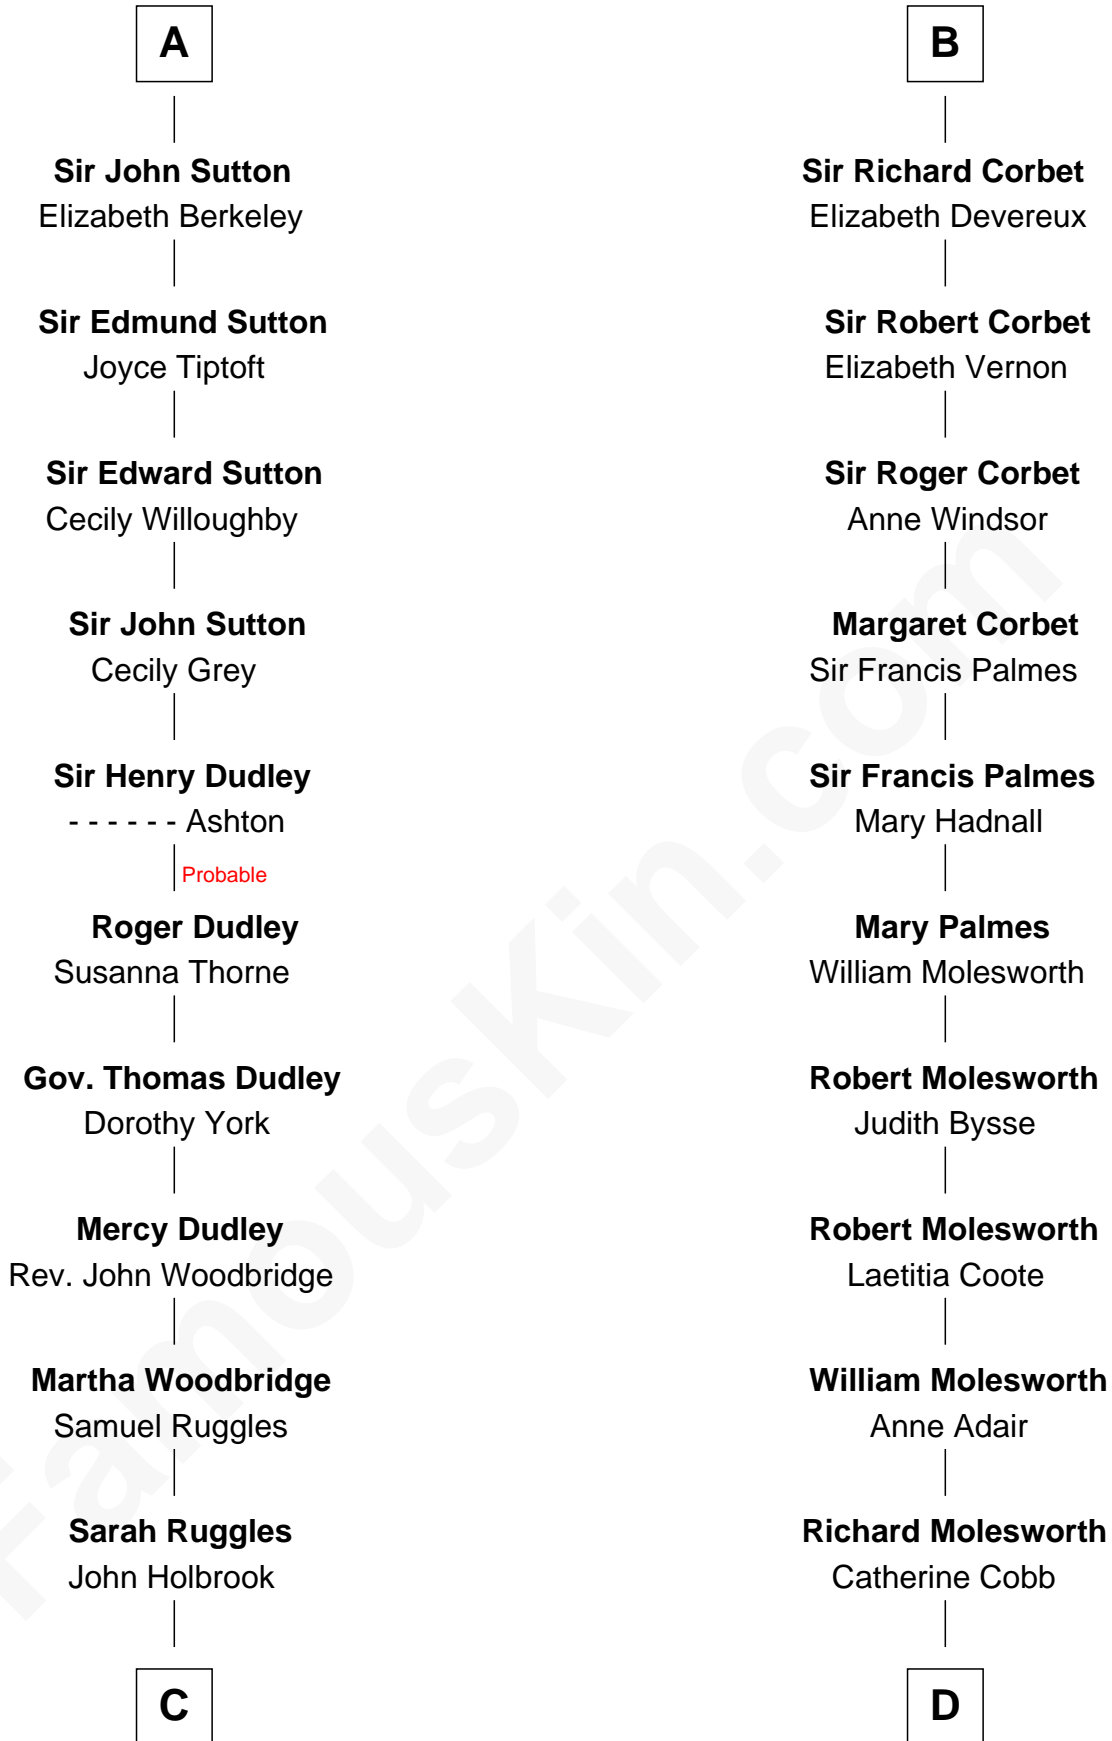 A
Sir John Sutton
Elizabeth Berkeley
Sir Edmund Sutton
Joyce Tiptoft
Sir Edward Sutton
Cecily Willoughby
Sir John Sutton
Cecily Grey
Sir Henry Dudley
- - - - - - Ashton
Probable
Roger Dudley
Susanna Thorne
Gov. Thomas Dudley
Dorothy York
Mercy Dudley
Rev. John Woodbridge
Martha Woodbridge
Samuel Ruggles
Sarah Ruggles
John Holbrook
C
B
Sir Richard Corbet
Elizabeth Devereux
Sir Robert Corbet
Elizabeth Vernon
Sir Roger Corbet
Anne Windsor
Margaret Corbet
Sir Francis Palmes
Sir Francis Palmes
Mary Hadnall
Mary Palmes
William Molesworth
Robert Molesworth
Judith Bysse
Robert Molesworth
Laetitia Coote
William Molesworth
Anne Adair
Richard Molesworth
Catherine Cobb
D
FamousKin.com